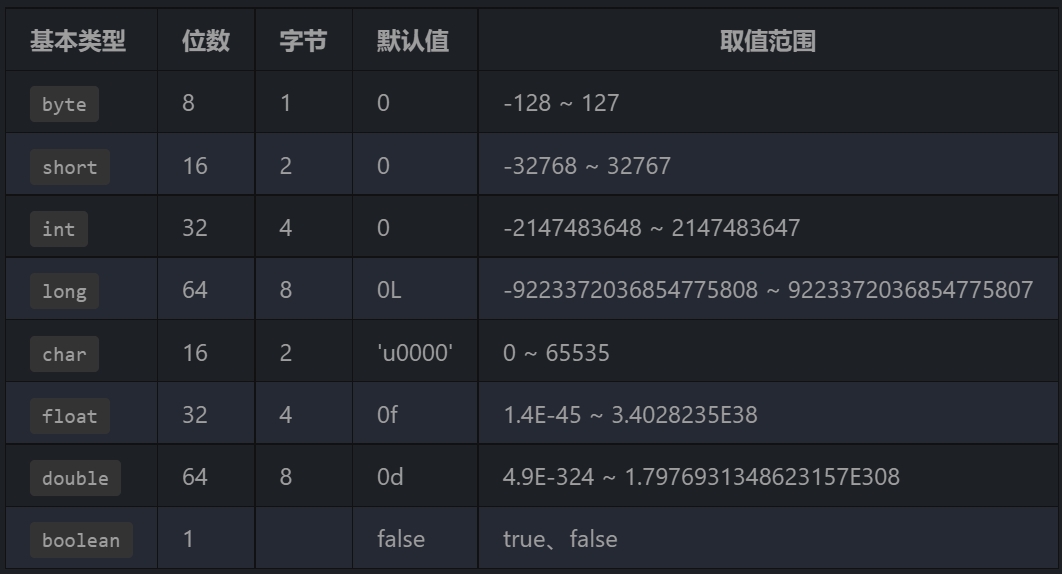 基本类型 位数 字节 默认值 取值范围
byte 8 1 0 -128 ~ 127
short 16 2 0 -32768 ~ 32767
int 32 4 0 -2147483648 ~ 2147483647
long 64 8 0L -9223372036854775808 ~ 9223372036854775807
char 16 2 'u0000' 0 ~ 65535
float 32 4 0f 1.4E-45 ~ 3.4028235E38
double 64 8 0d 4.9E-324 ~ 1.7976931348623157E308
boolean 1 false true、false